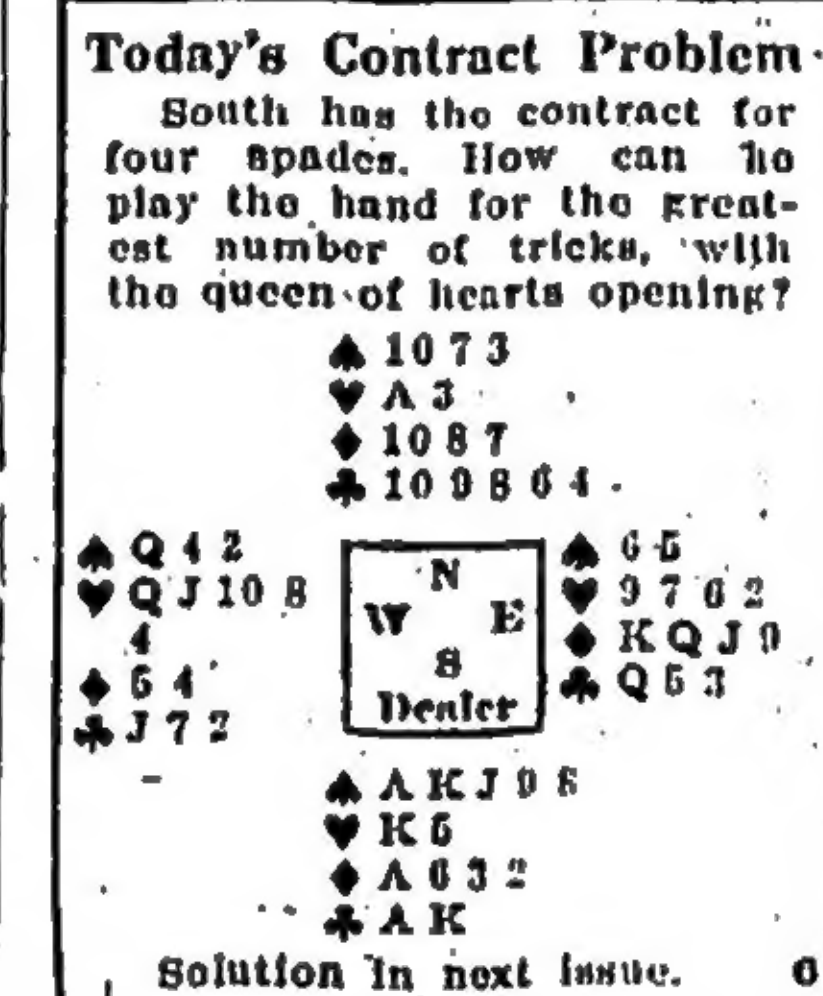 Today's Contract Problem
South has the contract for
four spades. How can he
play the hand for the great-
est number of tricks, with
the queen of hearts opening?
♠ 10 7 3
♥ A 3
♦ 10 8 7
♣ 10 9 8 6 4
♠ Q 4 2
♥ Q J 10 8
4
♦ 5 4
♣ J 7 2
N
W E
S
Dealer
♠ 6 5
♥ 9 7 6 2
♦ K Q J 9
♣ Q 5 3
♠ A K J 9 8
♥ K 5
♦ A 6 3 2
♣ A K
Solution in next issue.